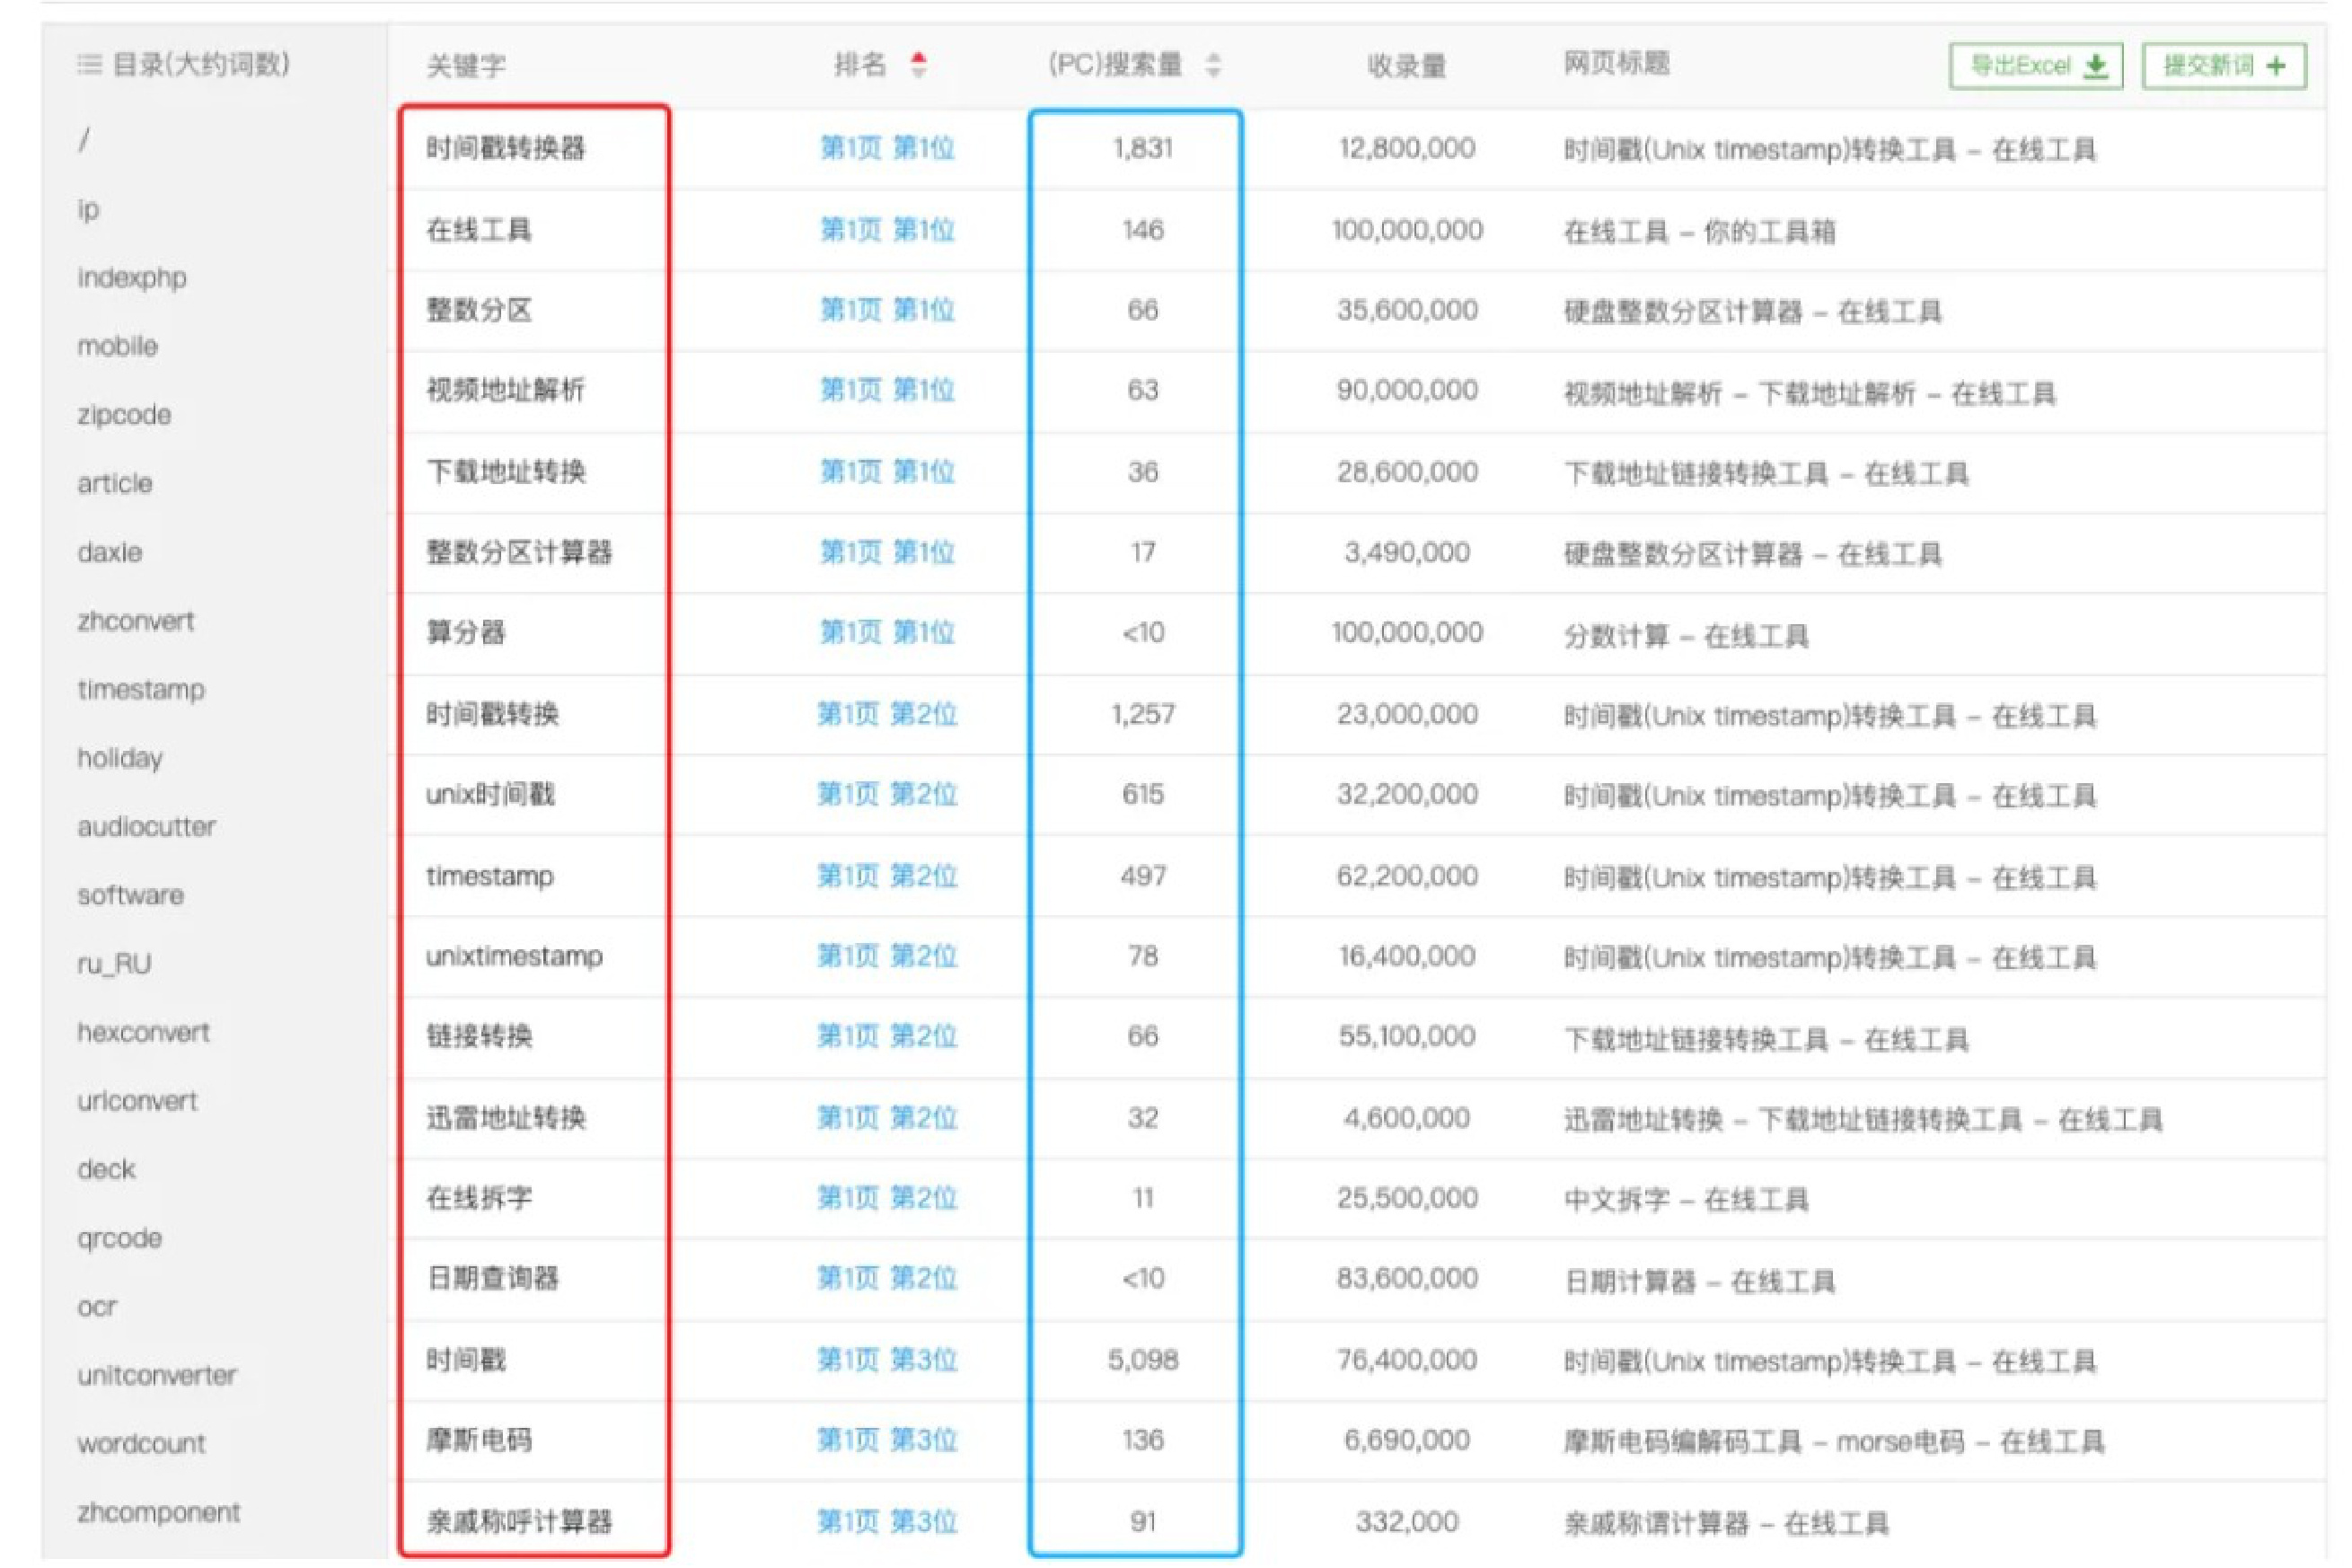 目录(大约词数)
/
ip
indexphp
mobile
zipcode
article
daxie
zhconvert
timestamp
holiday
audiocutter
software
ru_RU
hexconvert
urlconvert
deck
qrcode
ocr
unitconverter
wordcount
zhcomponent
关键字 排名 (PC)搜索量 收录量 网页标题 导出Excel 提交新词 +
时间戳转换器 第1页 第1位 1,831 12,800,000 时间戳(Unix timestamp)转换工具 – 在线工具
在线工具 第1页 第1位 146 100,000,000 在线工具 – 你的工具箱
整数分区 第1页 第1位 66 35,600,000 硬盘整数分区计算器 – 在线工具
视频地址解析 第1页 第1位 63 90,000,000 视频地址解析 – 下载地址解析 – 在线工具
下载地址转换 第1页 第1位 36 28,600,000 下载地址链接转换工具 – 在线工具
整数分区计算器 第1页 第1位 17 3,490,000 硬盘整数分区计算器 – 在线工具
算分器 第1页 第1位 <10 100,000,000 分数计算 – 在线工具
时间戳转换 第1页 第2位 1,257 23,000,000 时间戳(Unix timestamp)转换工具 – 在线工具
unix时间戳 第1页 第2位 615 32,200,000 时间戳(Unix timestamp)转换工具 – 在线工具
timestamp 第1页 第2位 497 62,200,000 时间戳(Unix timestamp)转换工具 – 在线工具
unixtimestamp 第1页 第2位 78 16,400,000 时间戳(Unix timestamp)转换工具 – 在线工具
链接转换 第1页 第2位 66 55,100,000 下载地址链接转换工具 – 在线工具
迅雷地址转换 第1页 第2位 32 4,600,000 迅雷地址转换 – 下载地址链接转换工具 – 在线工具
在线拆字 第1页 第2位 11 25,500,000 中文拆字 – 在线工具
日期查询器 第1页 第2位 <10 83,600,000 日期计算器 – 在线工具
时间戳 第1页 第3位 5,098 76,400,000 时间戳(Unix timestamp)转换工具 – 在线工具
摩斯电码 第1页 第3位 136 6,690,000 摩斯电码编解码工具 – morse电码 – 在线工具
亲戚称呼计算器 第1页 第3位 91 332,000 亲戚称谓计算器 – 在线工具